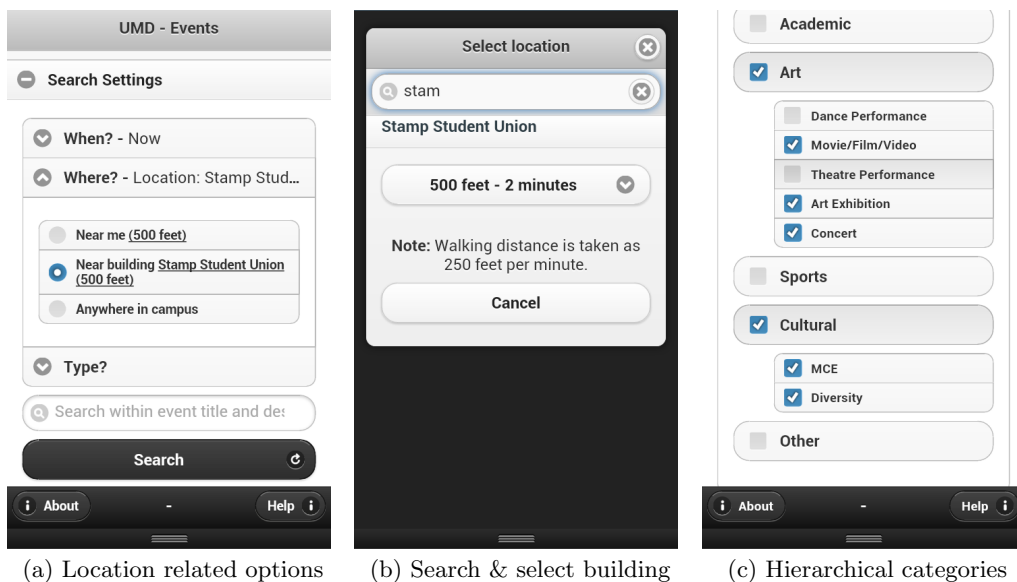 UMD - Events
Search Settings
When? - Now
Where? - Location: Stamp Stud...
Near me (500 feet)
Near building Stamp Student Union
(500 feet)
Anywhere in campus
Type?
Search within event title and des
Search
About
-
Help
(a) Location related options
Select location
stam
Stamp Student Union
500 feet - 2 minutes
Note: Walking distance is taken as
250 feet per minute.
Cancel
(b) Search & select building
Academic
Art
Dance Performance
Movie/Film/Video
Theatre Performance
Art Exhibition
Concert
Sports
Cultural
MCE
Diversity
Other
About
-
Help
(c) Hierarchical categories